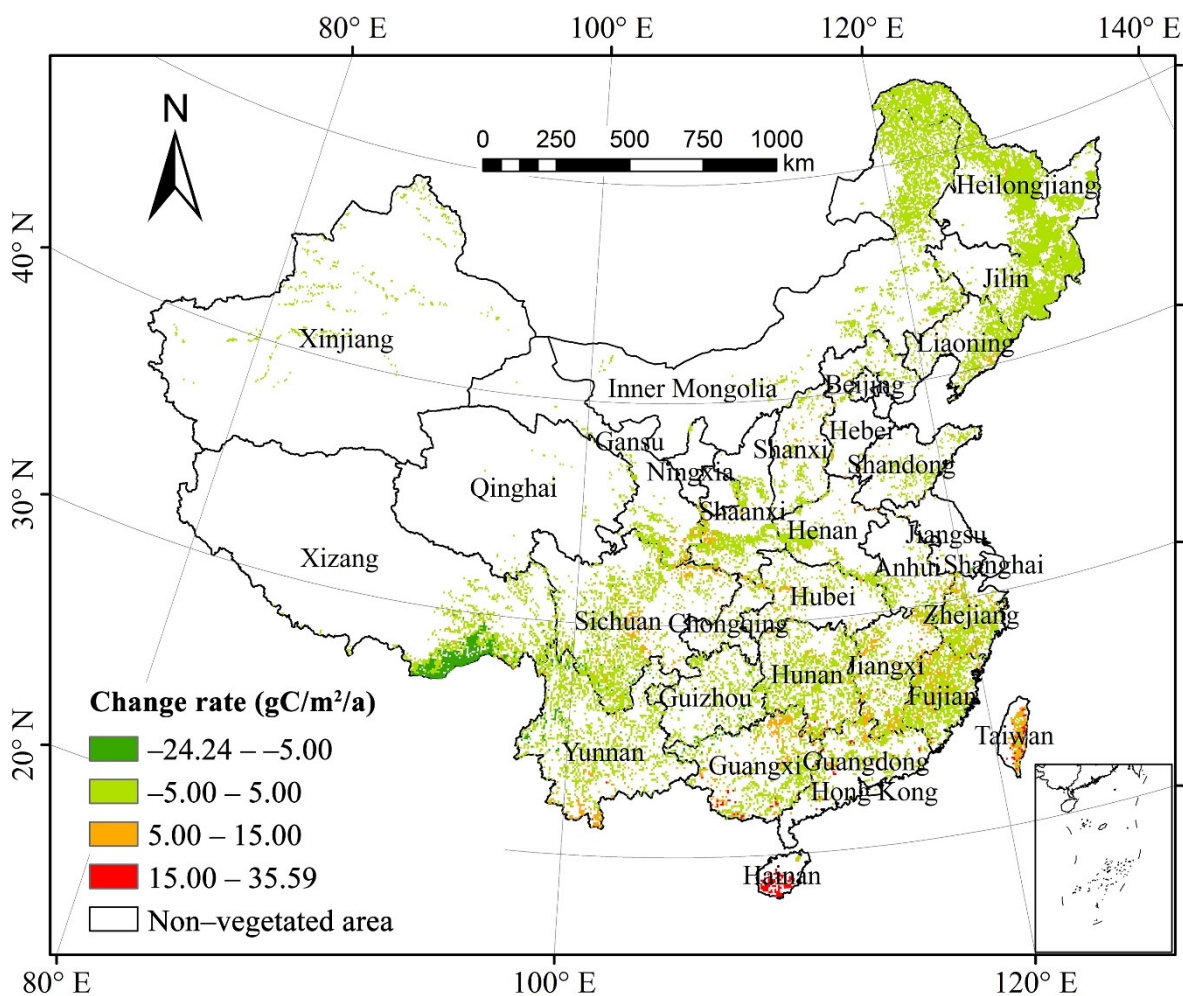 80° E 100° E 120° E 140° E
N
0 250 500 750 1000
km
Heilongjiang
40° N
Jilin
Xinjiang
Liaoning
Inner Mongolia
Beijing
Gansu
Shanxi
Hebei
Ningxia
Shandong
Qinghai
30° N
Shaanxi
Henan
Jiangsu
Xizang
Anhui
Shanghai
Hubei
Sichuan
Chongqing
Zhejiang
Hunan
Jiangxi
Guizhou
Fujian
Change rate (gC/m²/a)
20° N
Taiwan
–24.24 – –5.00
Yunnan
Guangxi
Guangdong
–5.00 – 5.00
Hong Kong
5.00 – 15.00
15.00 – 35.59
Hainan
Non–vegetated area
80° E 100° E 120° E